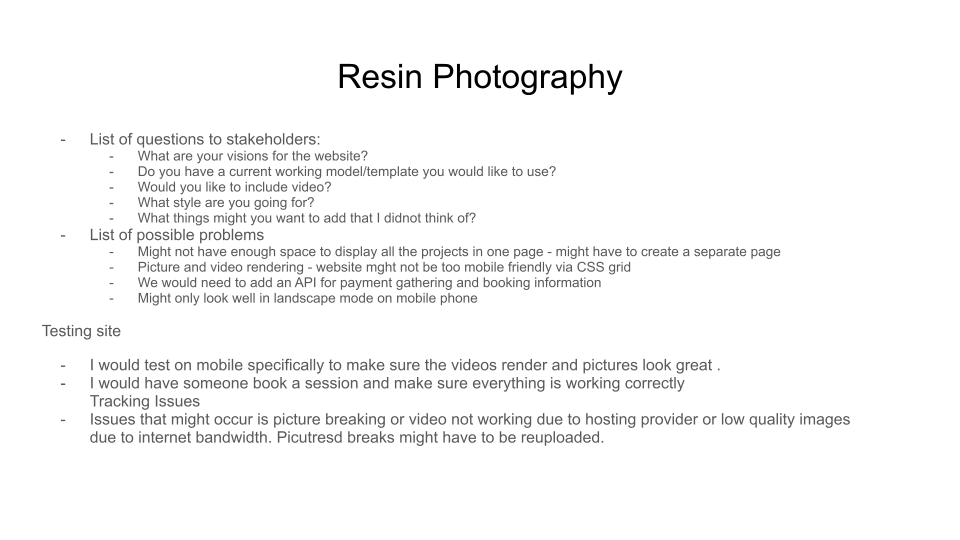 Resin Photography
- List of questions to stakeholders:
- What are your visions for the website?
- Do you have a current working model/template you would like to use?
- Would you like to include video?
- What style are you going for?
- What things might you want to add that I didnot think of?
- List of possible problems
- Might not have enough space to display all the projects in one page - might have to create a separate page
- Picture and video rendering - website mght not be too mobile friendly via CSS grid
- We would need to add an API for payment gathering and booking information
- Might only look well in landscape mode on mobile phone
Testing site
- I would test on mobile specifically to make sure the videos render and pictures look great .
- I would have someone book a session and make sure everything is working correctly
Tracking Issues
- Issues that might occur is picture breaking or video not working due to hosting provider or low quality images
due to internet bandwidth. Picutresd breaks might have to be reuploaded.